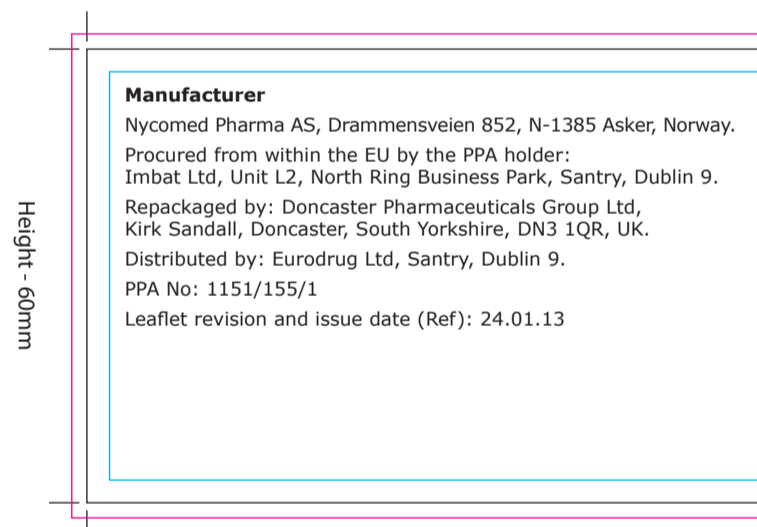 Manufacturer
Nycomed Pharma AS, Drammensveien 852, N-1385 Asker, Norway.
Procured from within the EU by the PPA holder:
Imbat Ltd, Unit L2, North Ring Business Park, Santry, Dublin 9.
Repackaged by: Doncaster Pharmaceuticals Group Ltd,
Kirk Sandall, Doncaster, South Yorkshire, DN3 1QR, UK.
Distributed by: Eurodrug Ltd, Santry, Dublin 9.
PPA No: 1151/155/1
Leaflet revision and issue date (Ref): 24.01.13
Height - 60mm